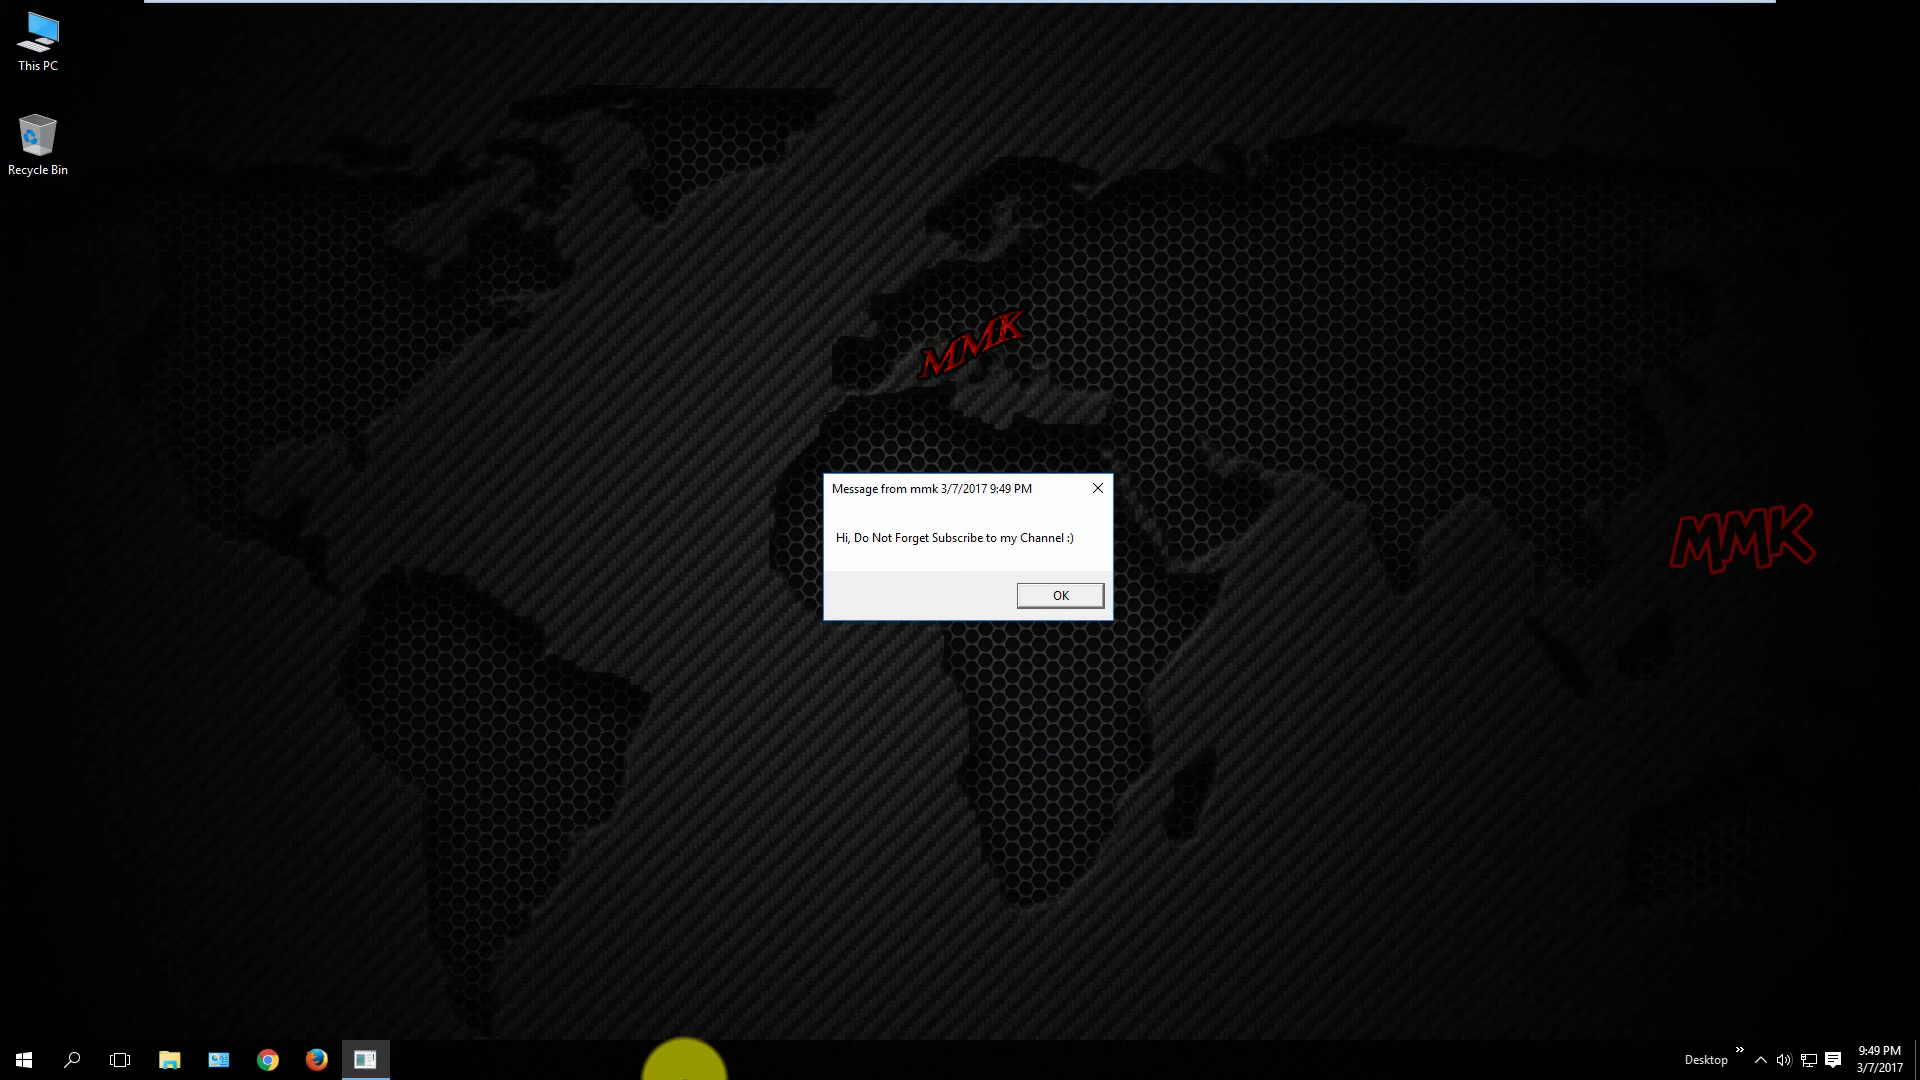 This PC
Recycle Bin
MMK
MMK
Message from mmk 3/7/2017 9:49 PM
Hi, Do Not Forget Subscribe to my Channel :)
OK
Desktop
9:49 PM
3/7/2017